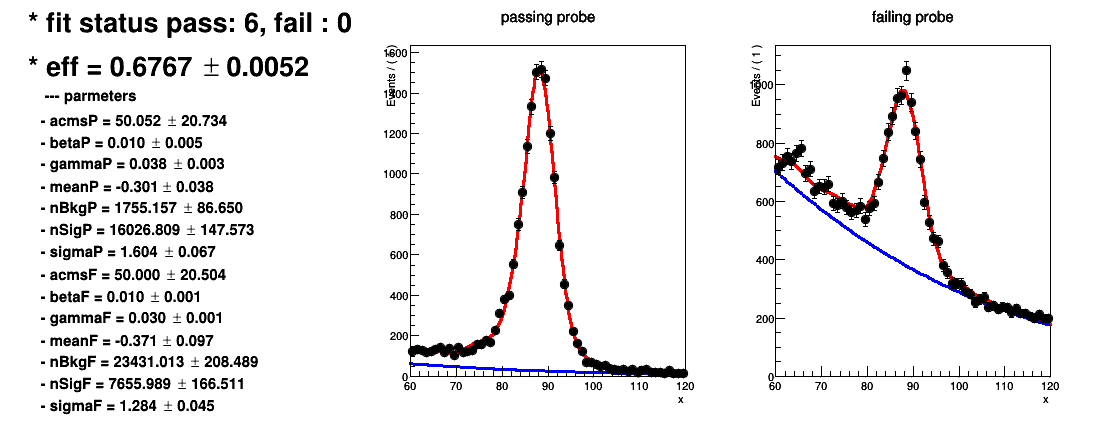 * fit status pass: 6, fail : 0
* eff = 0.6767 ± 0.0052
--- parmeters
- acmsP = 50.052 ± 20.734
- betaP = 0.010 ± 0.005
- gammaP = 0.038 ± 0.003
- meanP = -0.301 ± 0.038
- nBkgP = 1755.157 ± 86.650
- nSigP = 16026.809 ± 147.573
- sigmaP = 1.604 ± 0.067
- acmsF = 50.000 ± 20.504
- betaF = 0.010 ± 0.001
- gammaF = 0.030 ± 0.001
- meanF = -0.371 ± 0.097
- nBkgF = 23431.013 ± 208.489
- nSigF = 7655.989 ± 166.511
- sigmaF = 1.284 ± 0.045
passing probe
Events / ( 1 )
1600
1400
1200
1000
800
600
400
200
0
60 70 80 90 100 110 120
x
failing probe
Events / ( 1 )
1000
800
600
400
200
0
60 70 80 90 100 110 120
x